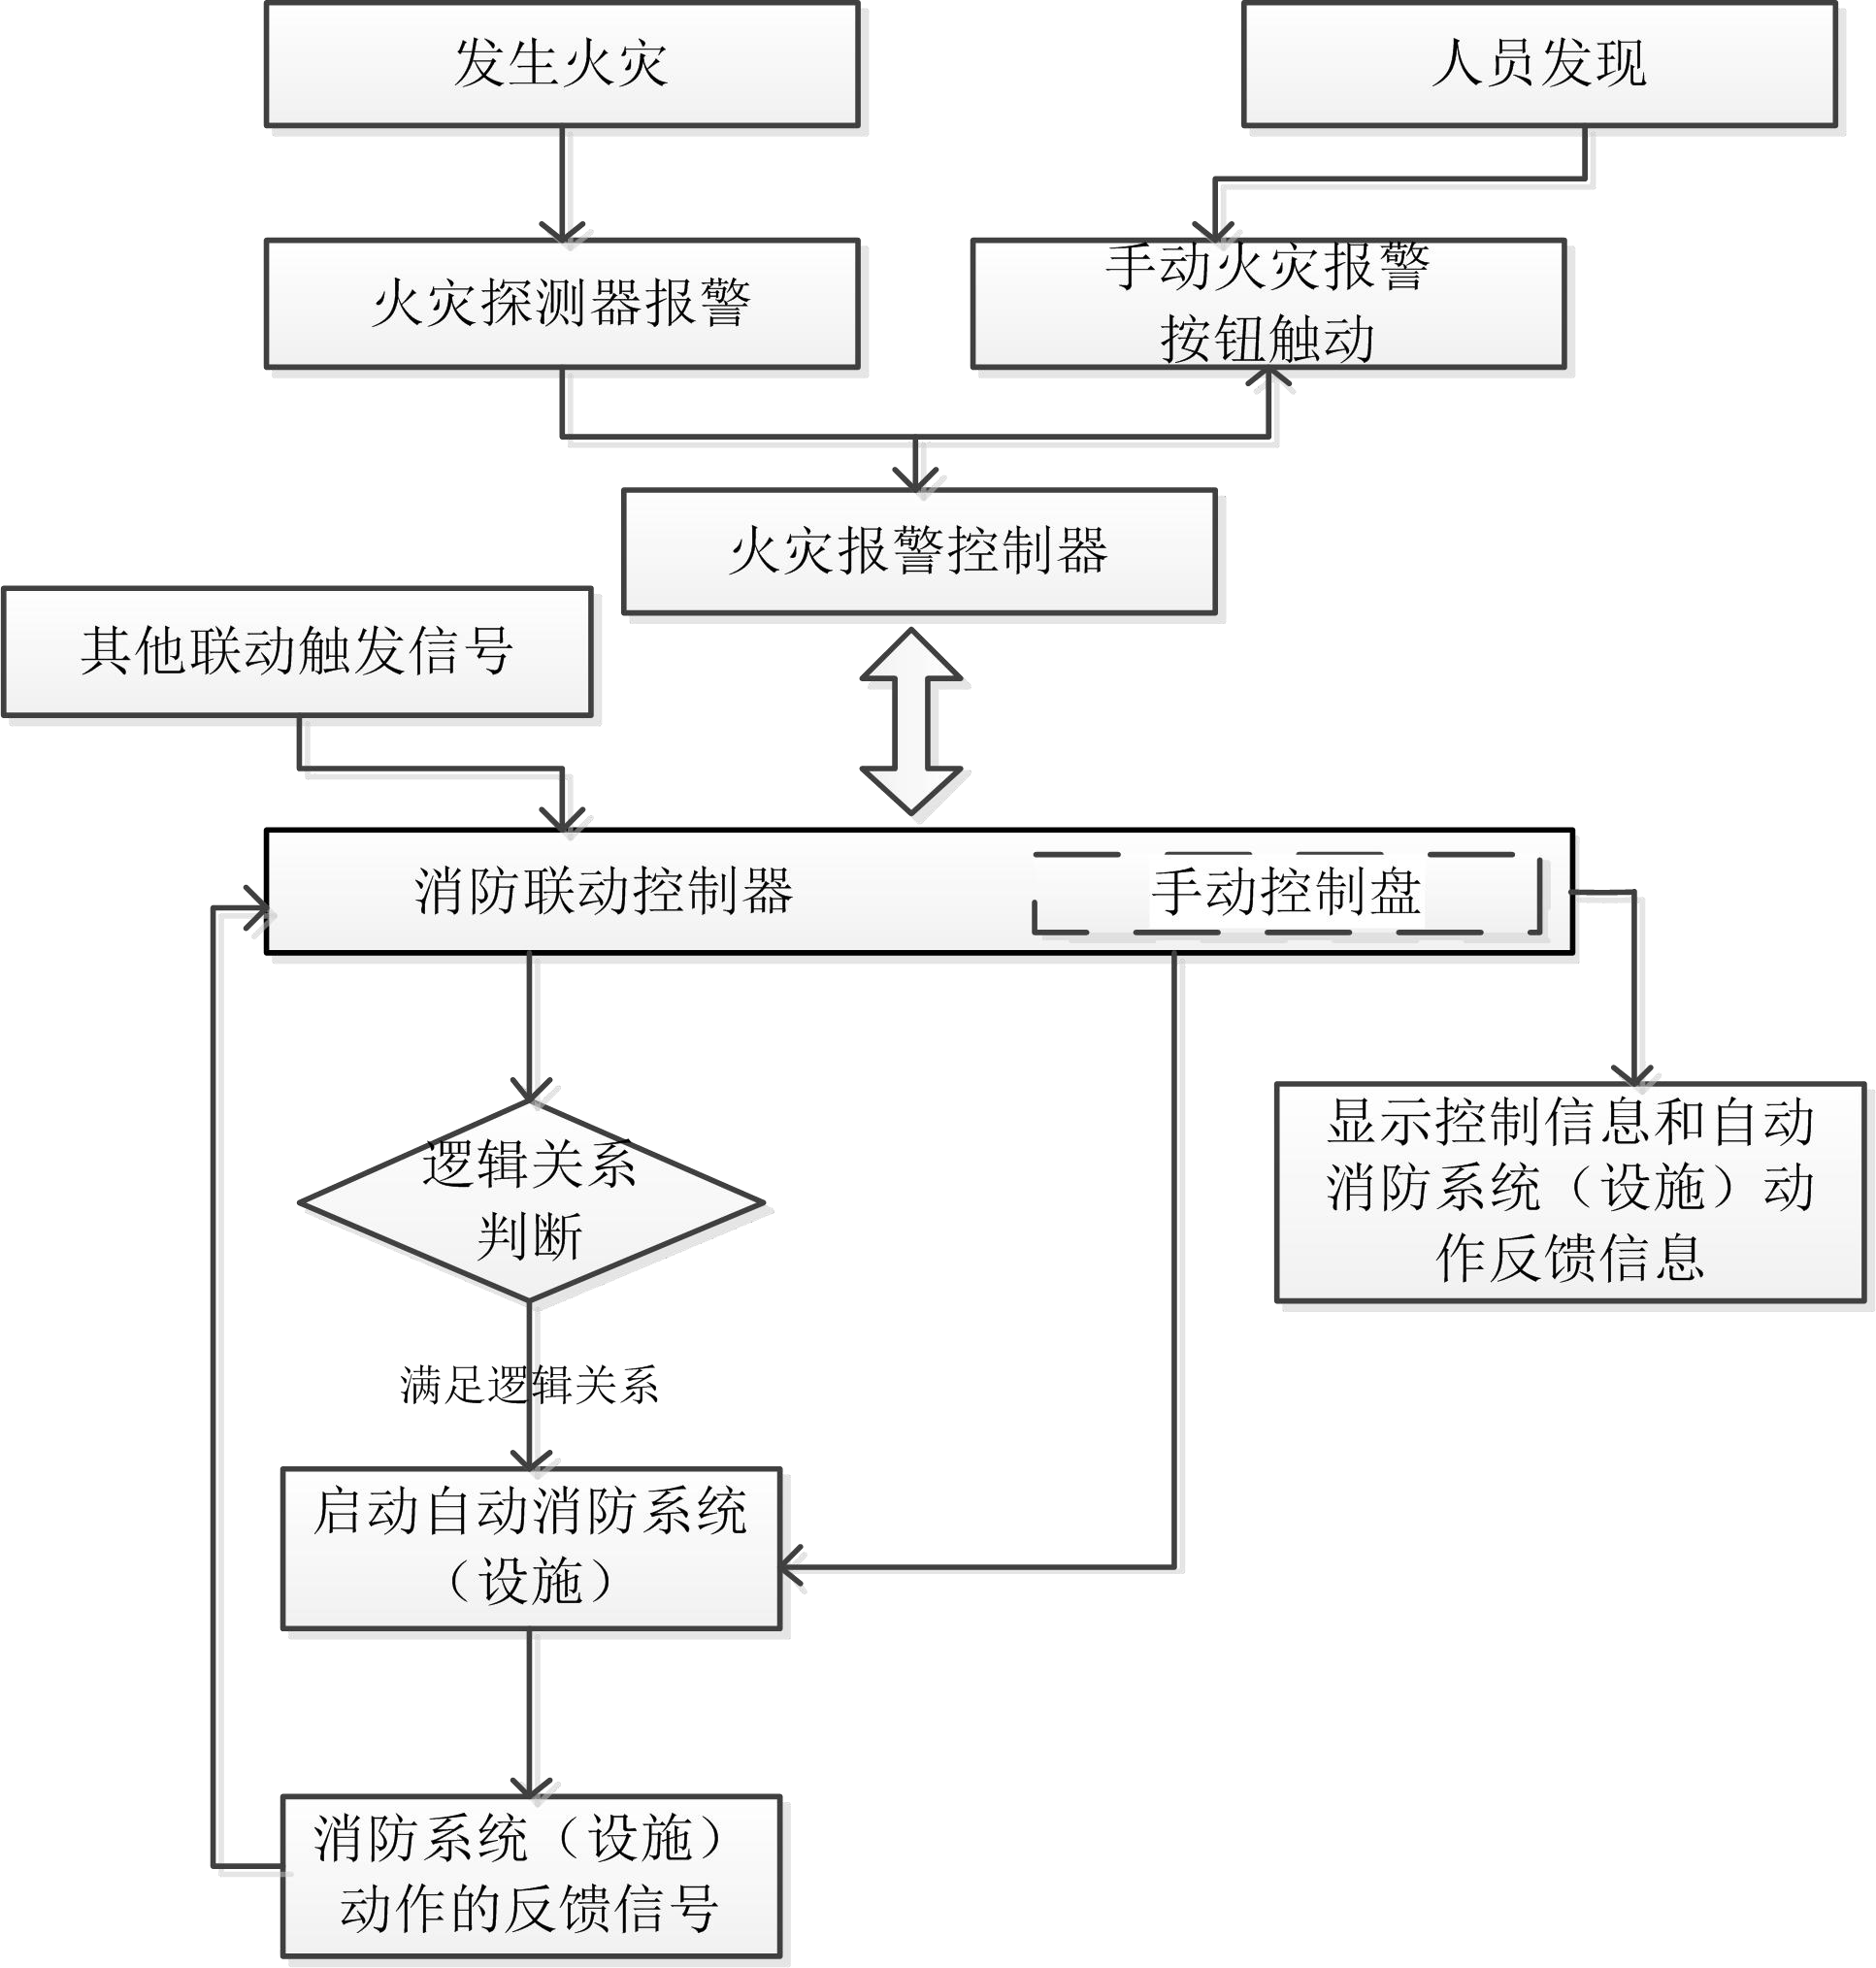 发生火灾
人员发现
火灾探测器报警
手动火灾报警
按钮触动
火灾报警控制器
其他联动触发信号
消防联动控制器
手动控制盘
逻辑关系
判断
显示控制信息和自动
消防系统（设施）动
作反馈信息
满足逻辑关系
启动自动消防系统
（设施）
消防系统（设施）
动作的反馈信号